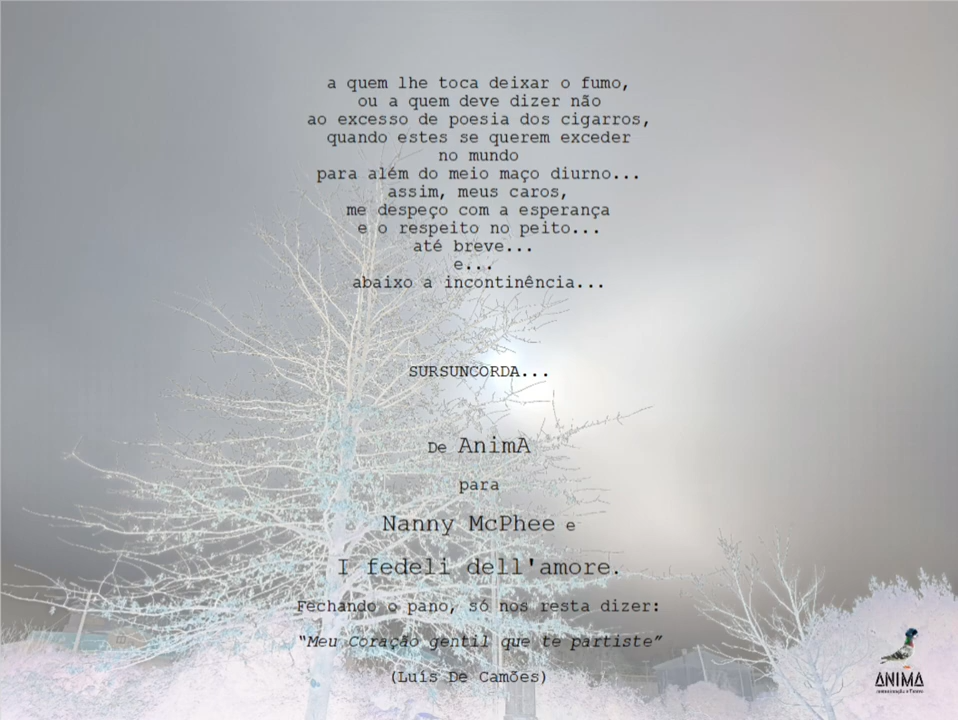 a quem lhe toca deixar o fumo,
ou a quem deve dizer não
ao excesso de poesia dos cigarros,
quando estes se querem exceder
no mundo
para além do meio maço diurno...
assim, meus caros,
me despeço com a esperança
e o respeito no peito...
até breve...
e...
abaixo a incontinência...
SURSUNCORDA...
De AnimA
para
Nanny McPhee e
I fedeli dell'amore.
Fechando o pano, só nos resta dizer:
“Meu Coração gentil que te partiste”
(Luís De Camões)
ANIMA